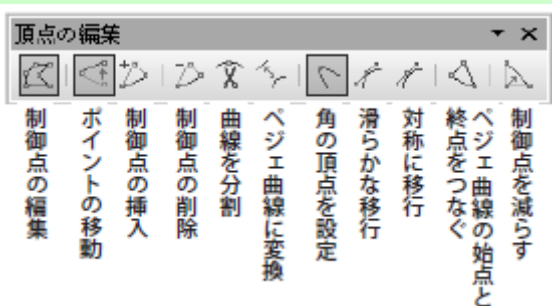 頂点の編集
制御点の編集
ポイントの移動
制御点の挿入
制御点の削除
曲線を分割
ベジェ曲線に変換
角の頂点を設定
滑らかな移行
対称に移行
ベジェ曲線の始点と
終点をつなぐ
制御点を減らす